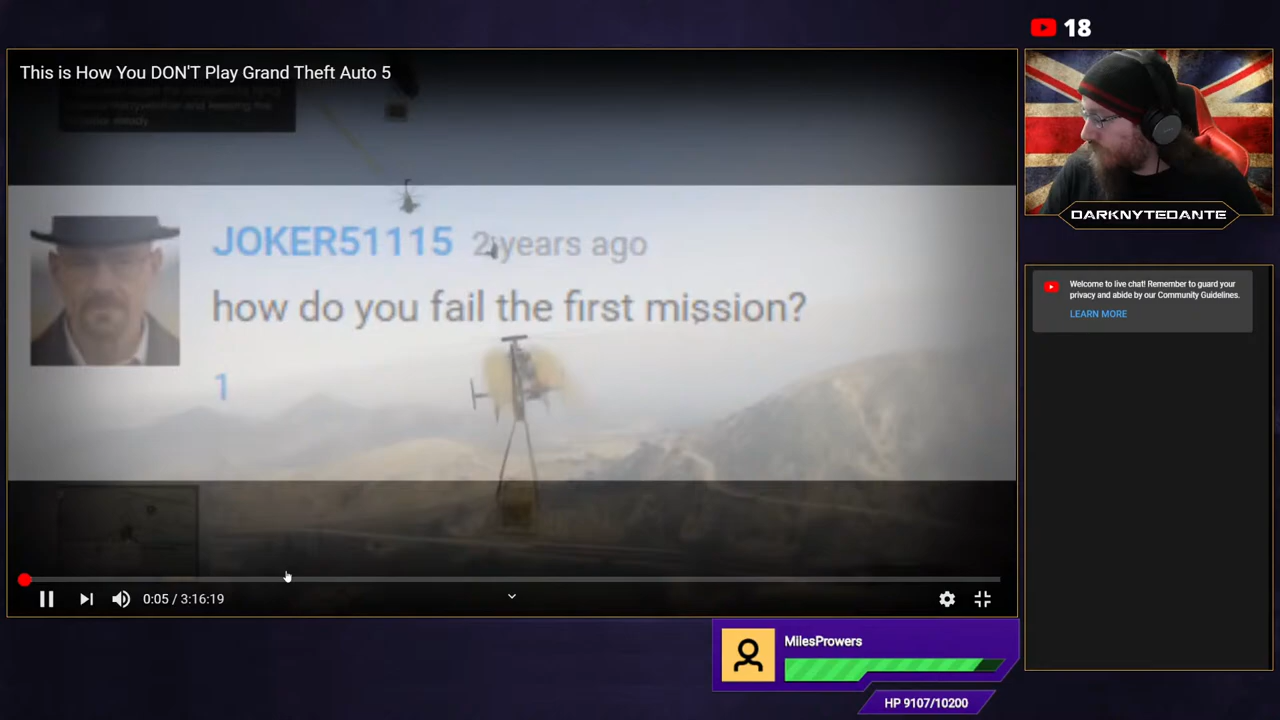 18
This is How You DON'T Play Grand Theft Auto 5
DARKNYTEDANTE
JOKER51115 2 years ago
how do you fail the first mission?
1
Welcome to live chat! Remember to guard your
privacy and abide by our Community Guidelines.
LEARN MORE
0:05 / 3:16:19
MilesProwers
HP 9107/10200